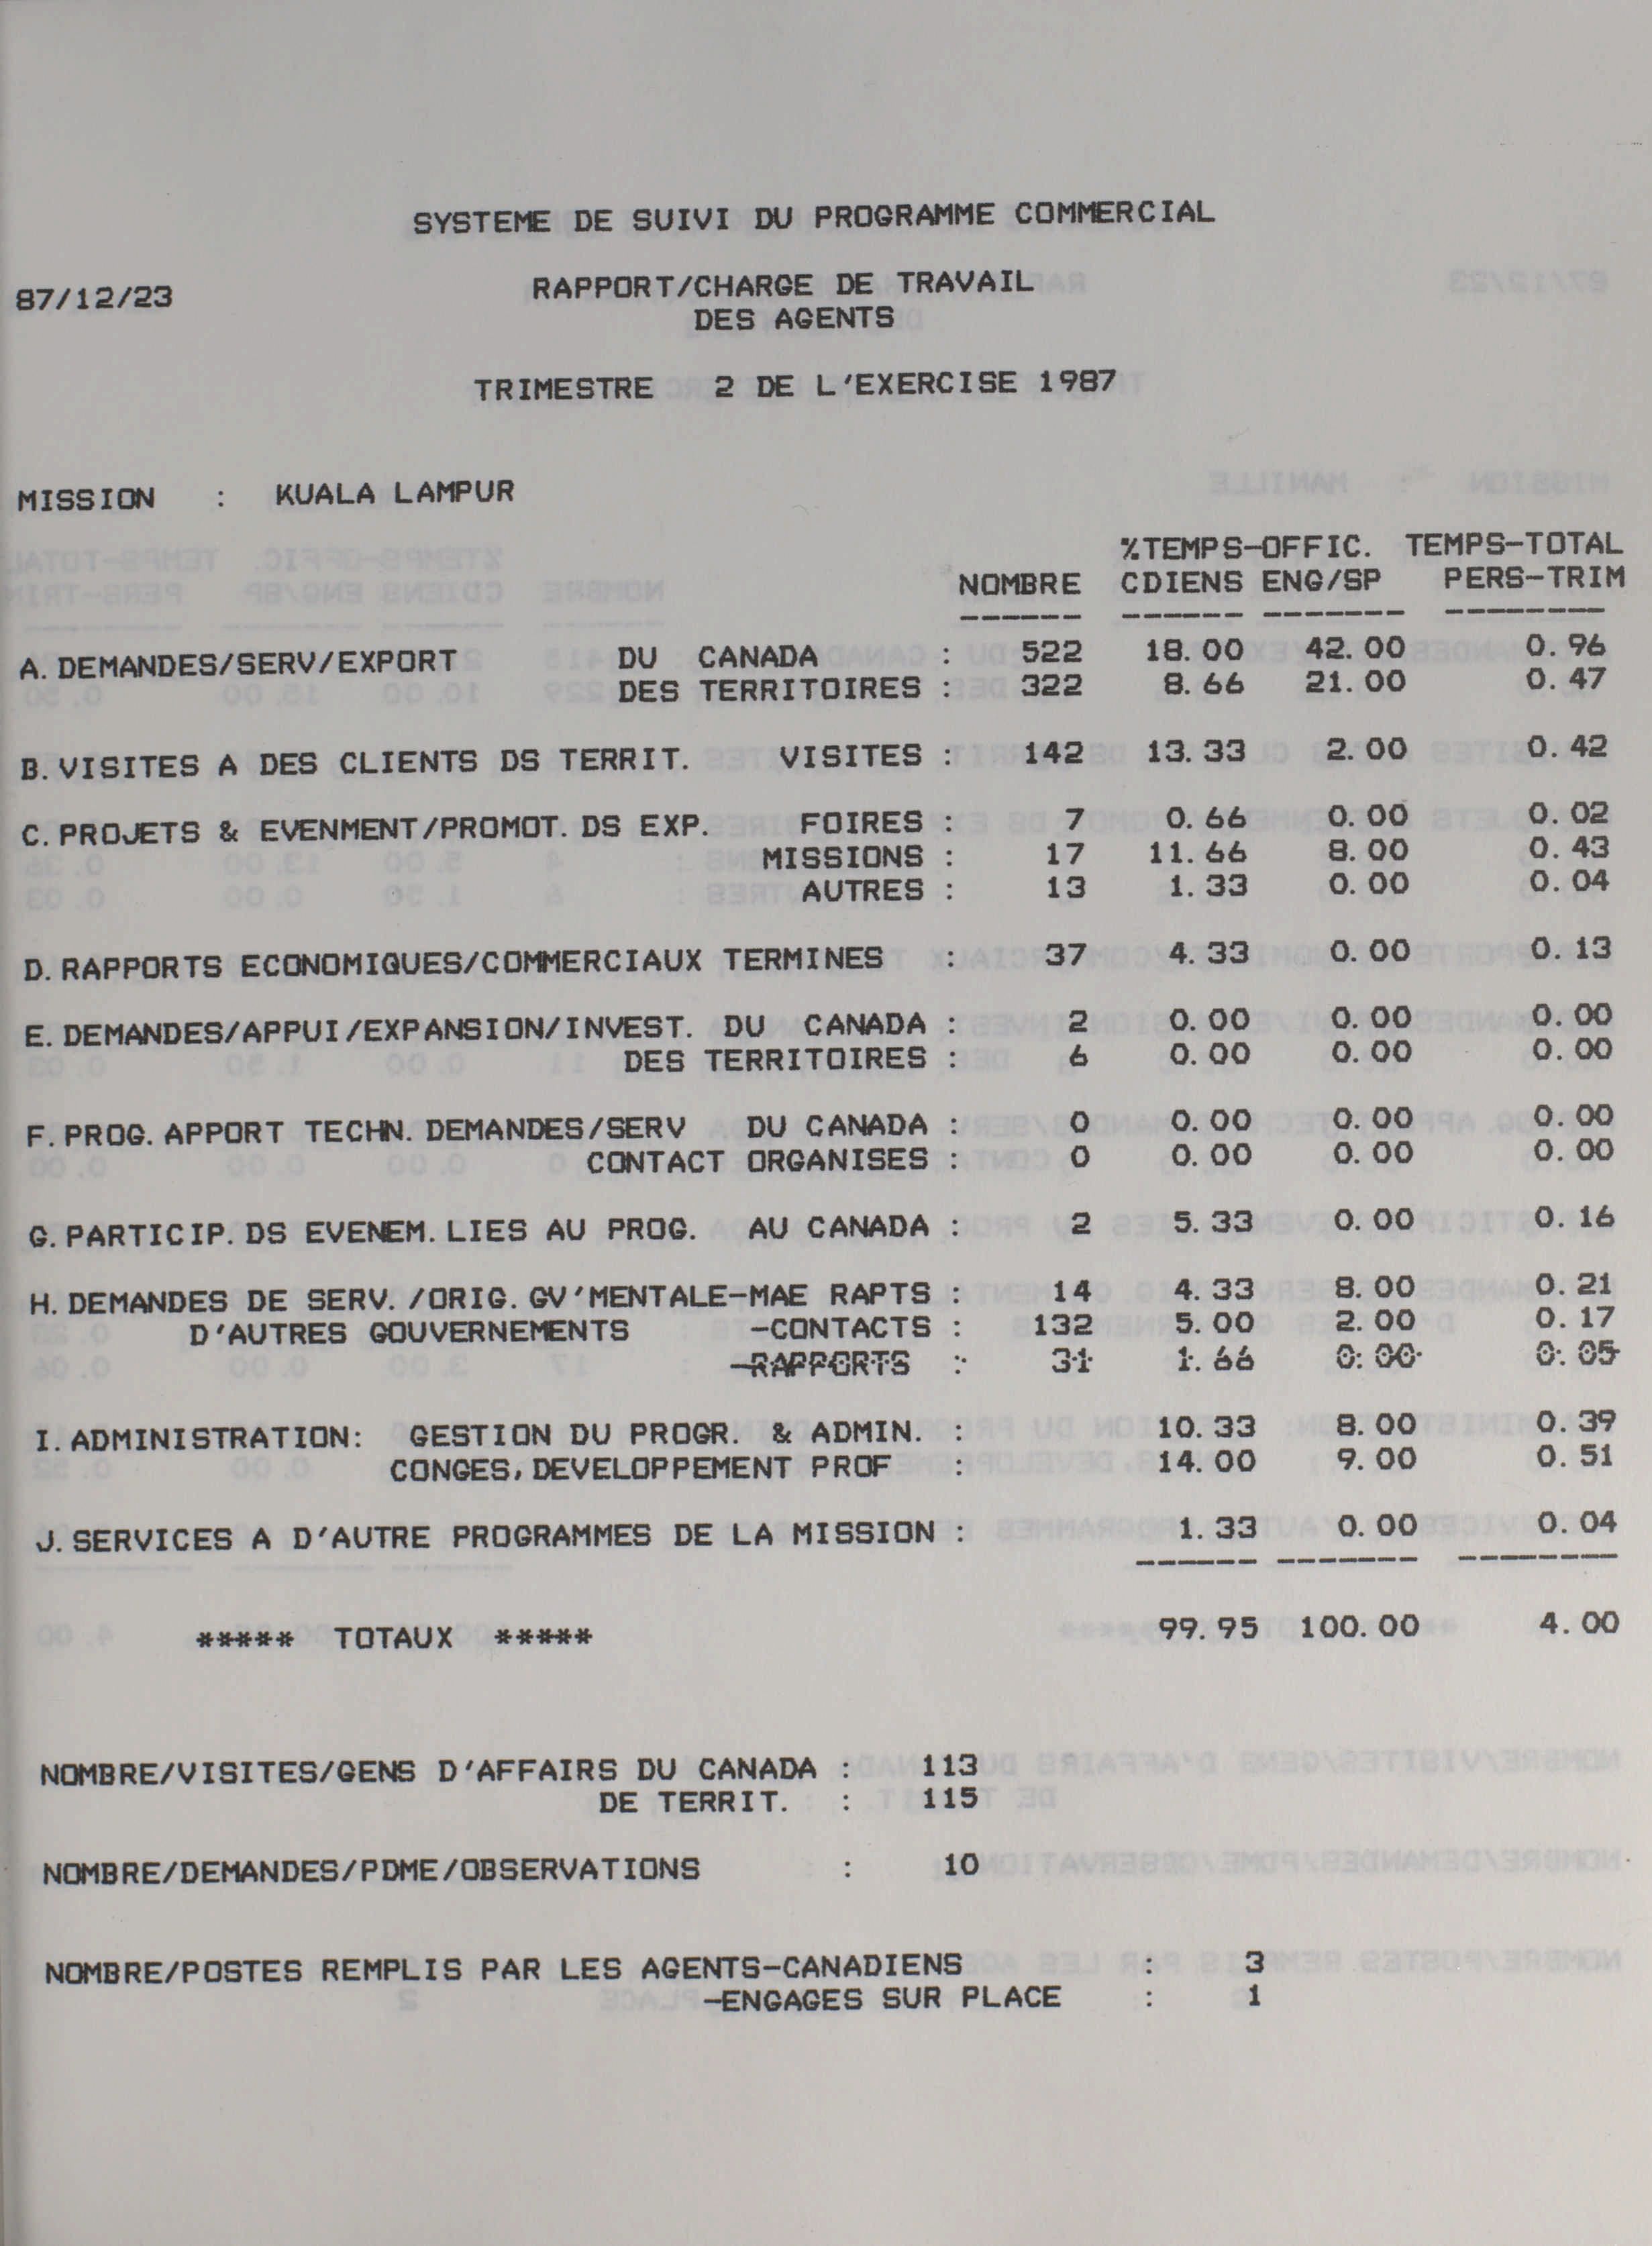 SYSTEME DE SUIVI DU PROGRAMME COMMERCIAL
87/12/23 RAPPORT/CHARGE DE TRAVAIL
DES AGENTS
TRIMESTRE 2 DE L'EXERCISE 1987
MISSION : KUALA LAMPUR
%TEMPS-OFFIC. TEMPS-TOTAL
NOMBRE CDIENS ENG/SP PERS-TRIM
------ ------ ------- --------
A. DEMANDES/SERV/EXPORT DU CANADA : 522 18.00 42.00 0.96
DES TERRITOIRES : 322 8.66 21.00 0.47
B. VISITES A DES CLIENTS DS TERRIT. VISITES : 142 13.33 2.00 0.42
C. PROJETS & EVENMENT/PROMOT. DS EXP. FOIRES : 7 0.66 0.00 0.02
MISSIONS : 17 11.66 8.00 0.43
AUTRES : 13 1.33 0.00 0.04
D. RAPPORTS ECONOMIQUES/COMMERCIAUX TERMINES : 37 4.33 0.00 0.13
E. DEMANDES/APPUI/EXPANSION/INVEST. DU CANADA : 2 0.00 0.00 0.00
DES TERRITOIRES : 6 0.00 0.00 0.00
F. PROG. APPORT TECHN. DEMANDES/SERV DU CANADA : 0 0.00 0.00 0.00
CONTACT ORGANISES : 0 0.00 0.00 0.00
G. PARTICIP. DS EVENEM. LIES AU PROG. AU CANADA : 2 5.33 0.00 0.16
H. DEMANDES DE SERV. /ORIG. GV'MENTALE-MAE RAPTS : 14 4.33 8.00 0.21
D'AUTRES GOUVERNEMENTS -CONTACTS : 132 5.00 2.00 0.17
-RAPPORTS : 31 1.66 0.00 0.05
I. ADMINISTRATION: GESTION DU PROGR. & ADMIN. : 10.33 8.00 0.39
CONGES, DEVELOPPEMENT PROF : 14.00 9.00 0.51
J. SERVICES A D'AUTRE PROGRAMMES DE LA MISSION : 1.33 0.00 0.04
------ ------- --------
***** TOTAUX ***** 99.95 100.00 4.00
NOMBRE/VISITES/GENS D'AFFAIRS DU CANADA : 113
DE TERRIT. : 115
NOMBRE/DEMANDES/PDME/OBSERVATIONS : 10
NOMBRE/POSTES REMPLIS PAR LES AGENTS-CANADIENS : 3
-ENGAGES SUR PLACE : 1